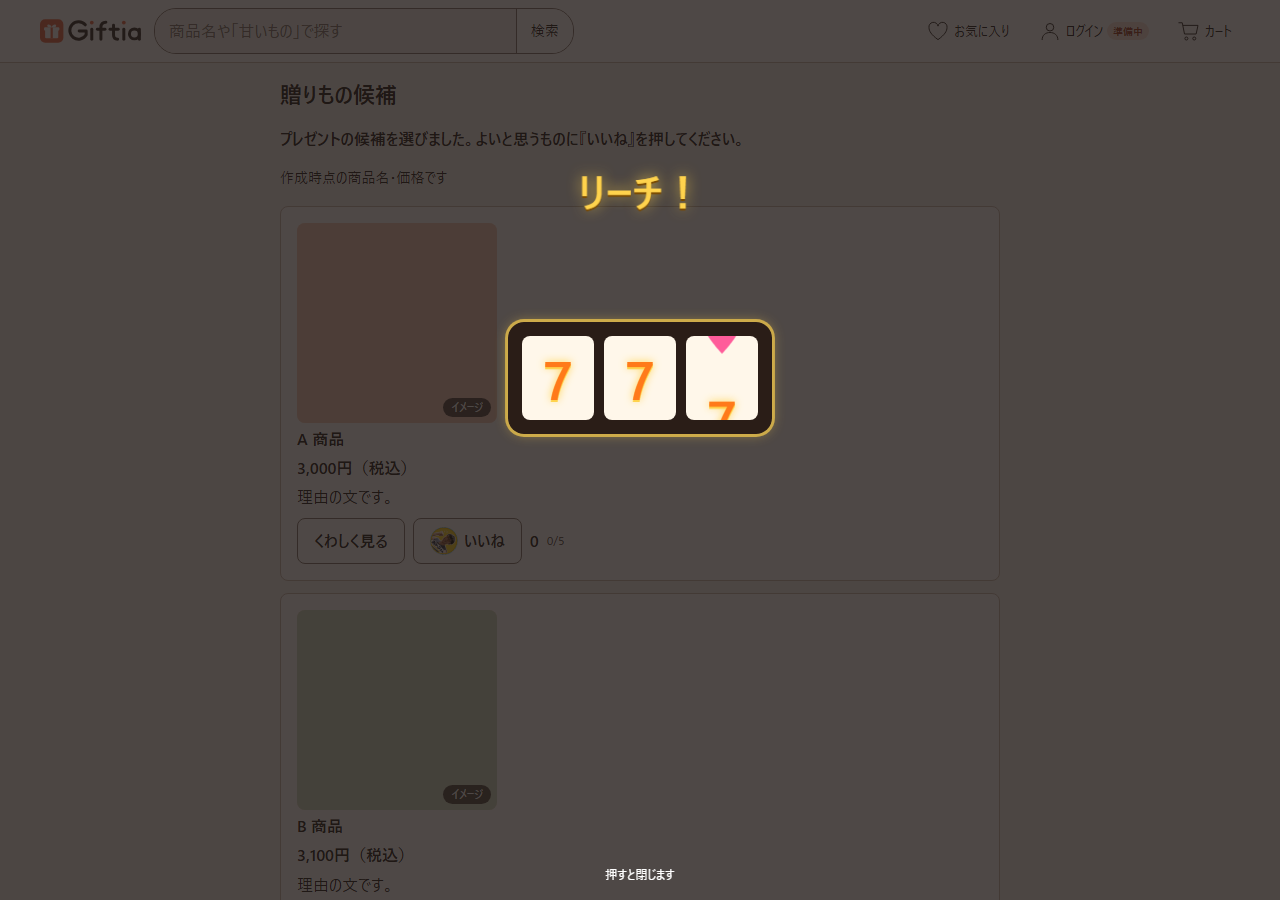 Giftia
商品名や「甘いもの」で探す
検索
お気に入り
ログイン 準備中
カート
贈りもの候補
プレゼントの候補を選びました。よいと思うものに『いいね』を押してください。
作成時点の商品名・価格です
リーチ！
7 7 7
イメージ
A 商品
3,000円（税込）
理由の文です。
くわしく見る
いいね
0 0/5
イメージ
B 商品
3,100円（税込）
押すと閉じます
理由の文です。